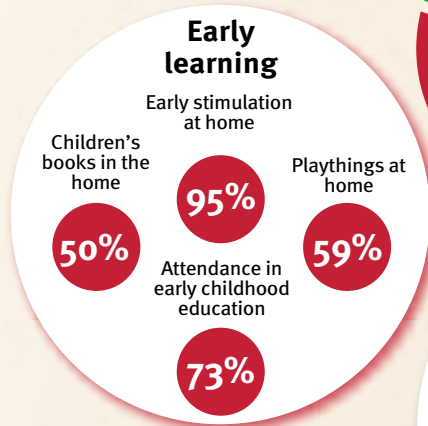 Early
learning
Early stimulation
at home
95%
Children’s
books in the
home
50%
Playthings at
home
59%
Attendance in
early childhood
education
73%